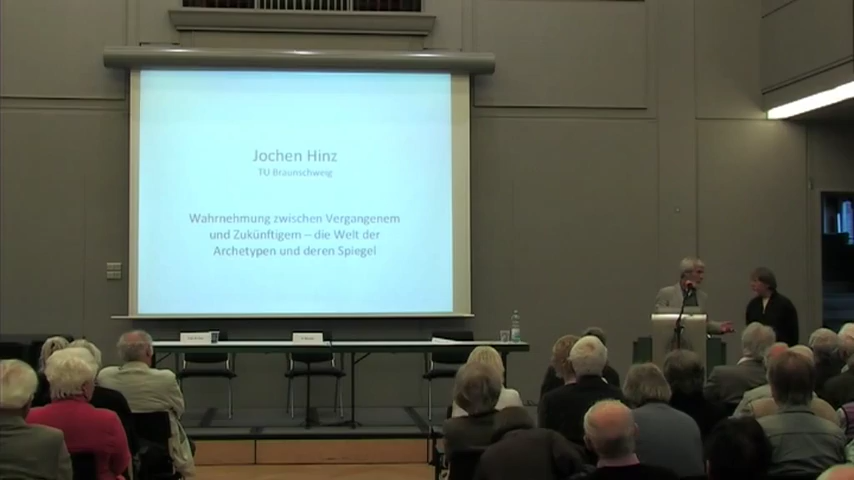 Jochen Hinz
TU Braunschweig
Wahrnehmung zwischen Vergangenem
und Zukünftigem – die Welt der
Archetypen und deren Spiegel